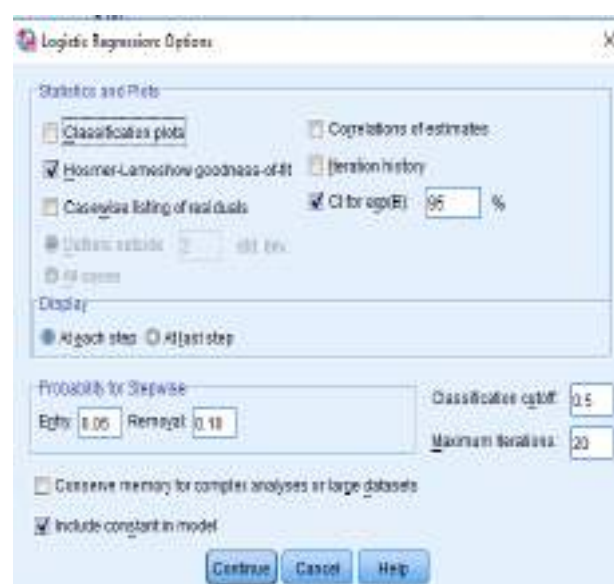 Logistic Regression: Options
X
Statistics and Plots
Classification plots
Correlations of estimates
Hosmer-Lemeshow goodness-of-fit
Iteration history
Casewise listing of residuals
CI for exp(B): 95 %
Outliers outside 2 std. dev.
All cases
Display
At each step At last step
Probability for Stepwise
Entry: 0.05 Removal: 0.10
Classification cutoff: 0.5
Maximum Iterations: 20
Conserve memory for complex analyses or large datasets
Include constant in model
Continue Cancel Help